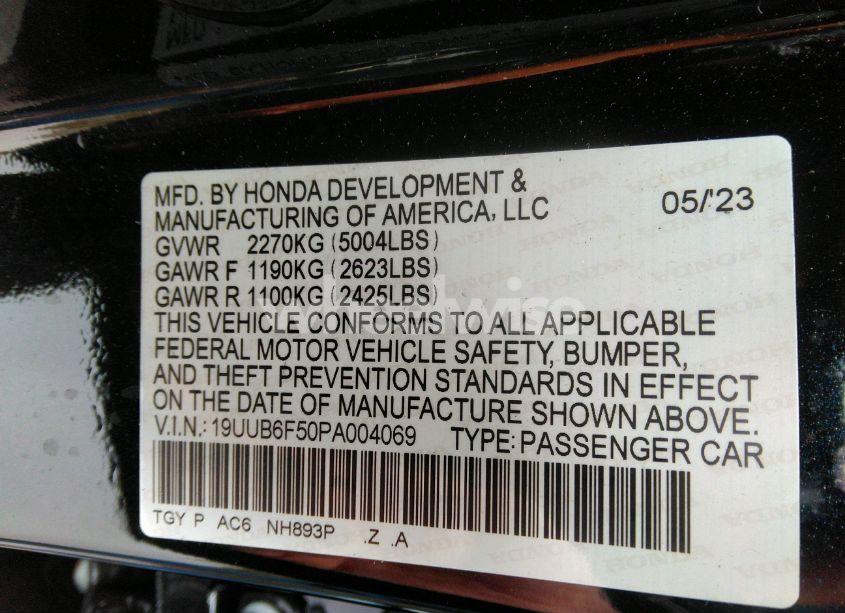 MFD. BY HONDA DEVELOPMENT &
MANUFACTURING OF AMERICA, LLC 05/'23
GVWR 2270KG (5004LBS)
GAWR F 1190KG (2623LBS)
GAWR R 1100KG (2425LBS)
THIS VEHICLE CONFORMS TO ALL APPLICABLE
FEDERAL MOTOR VEHICLE SAFETY, BUMPER,
AND THEFT PREVENTION STANDARDS IN EFFECT
ON THE DATE OF MANUFACTURE SHOWN ABOVE.
V.I.N.: 19UUB6F50PA004069 TYPE: PASSENGER CAR
TGY P AC6 NH893P .Z .A